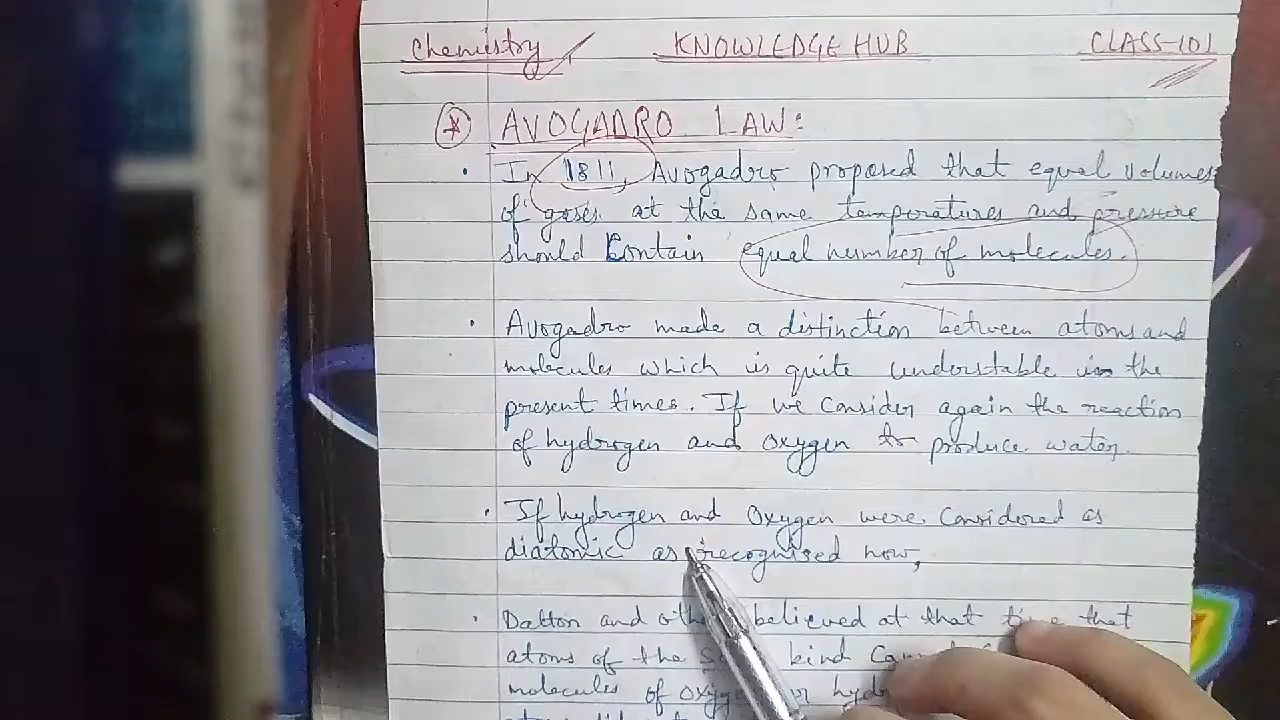 Chemistry KNOWLEDGE HUB CLASS-101
AVOGADRO LAW:
• In 1811, Avogadro proposed that equal volumes
of gases at the same temperatures and pressure
should contain equal number of molecules.
• Avogadro made a distinction between atoms and
molecules which is quite understable in the
present times. If we consider again the reaction
of hydrogen and oxygen to produce water.
• If hydrogen and oxygen were considered as
diatomic as recognised now,
• Dalton and believed at that time that
atoms of the kind
molecules of